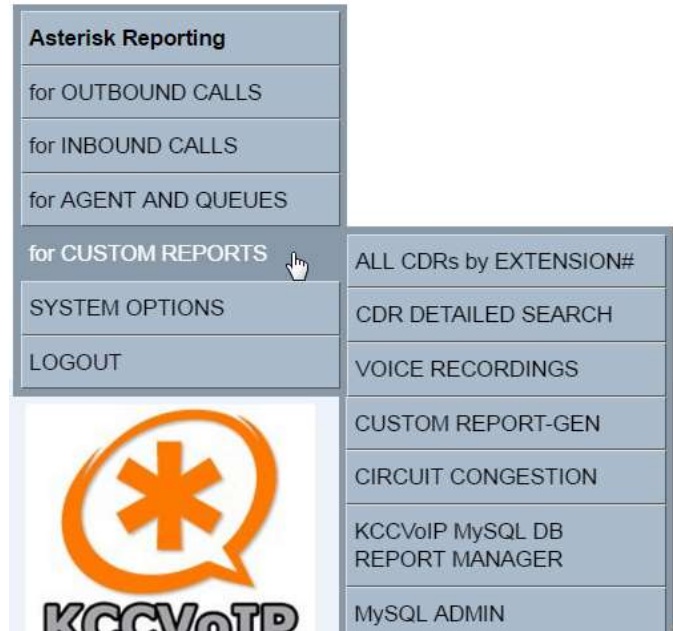 Asterisk Reporting
for OUTBOUND CALLS
for INBOUND CALLS
for AGENT AND QUEUES
for CUSTOM REPORTS
SYSTEM OPTIONS
LOGOUT
ALL CDRs by EXTENSION#
CDR DETAILED SEARCH
VOICE RECORDINGS
CUSTOM REPORT-GEN
CIRCUIT CONGESTION
KCCVoIP MySQL DB
REPORT MANAGER
MySQL ADMIN
KCCVoIP